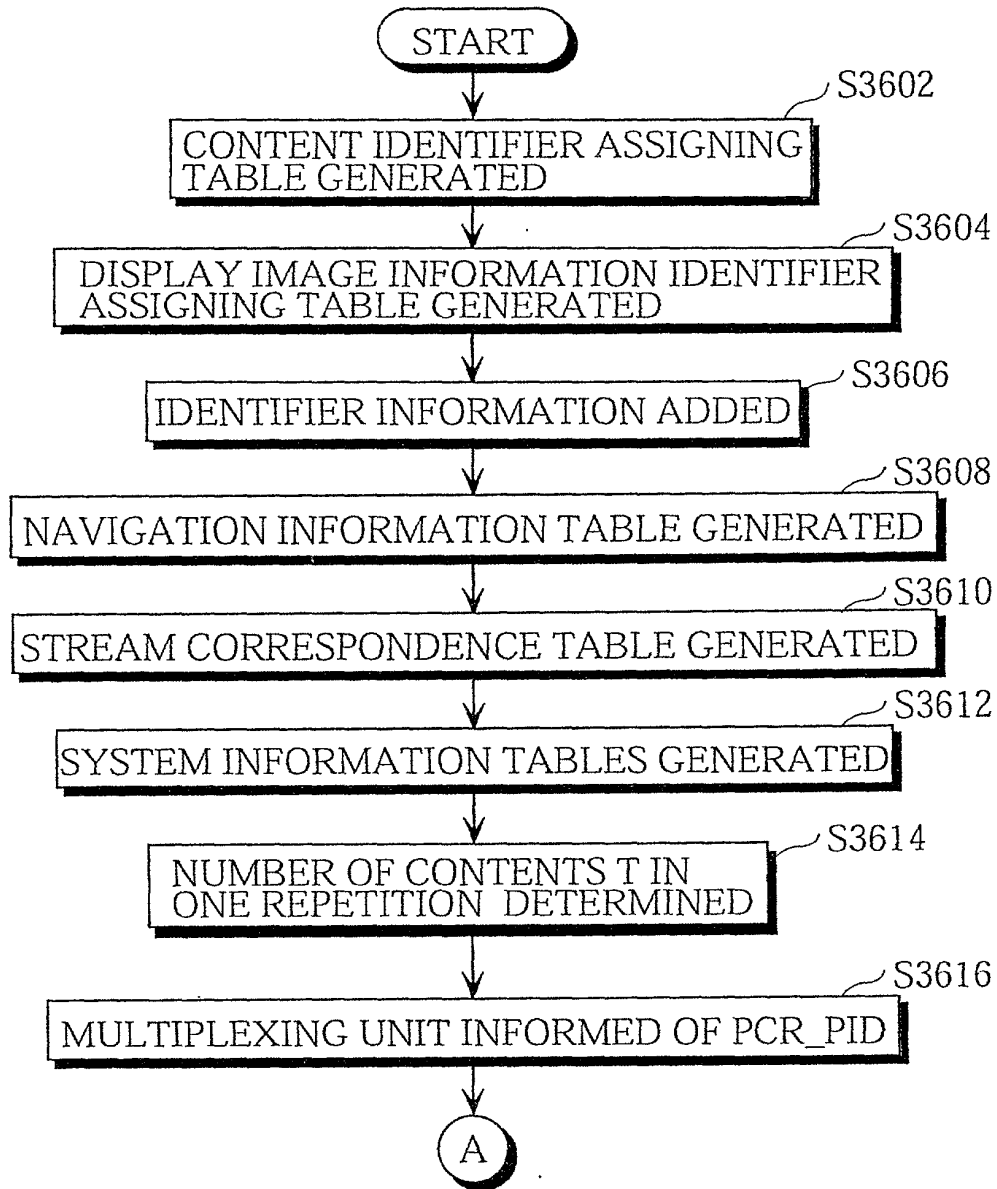 START
S3602
CONTENT IDENTIFIER ASSIGNING
TABLE GENERATED
S3604
DISPLAY IMAGE INFORMATION IDENTIFIER
ASSIGNING TABLE GENERATED
S3606
IDENTIFIER INFORMATION ADDED
S3608
NAVIGATION INFORMATION TABLE GENERATED
S3610
STREAM CORRESPONDENCE TABLE GENERATED
S3612
SYSTEM INFORMATION TABLES GENERATED
S3614
NUMBER OF CONTENTS T IN
ONE REPETITION DETERMINED
S3616
MULTIPLEXING UNIT INFORMED OF PCR_PID
A